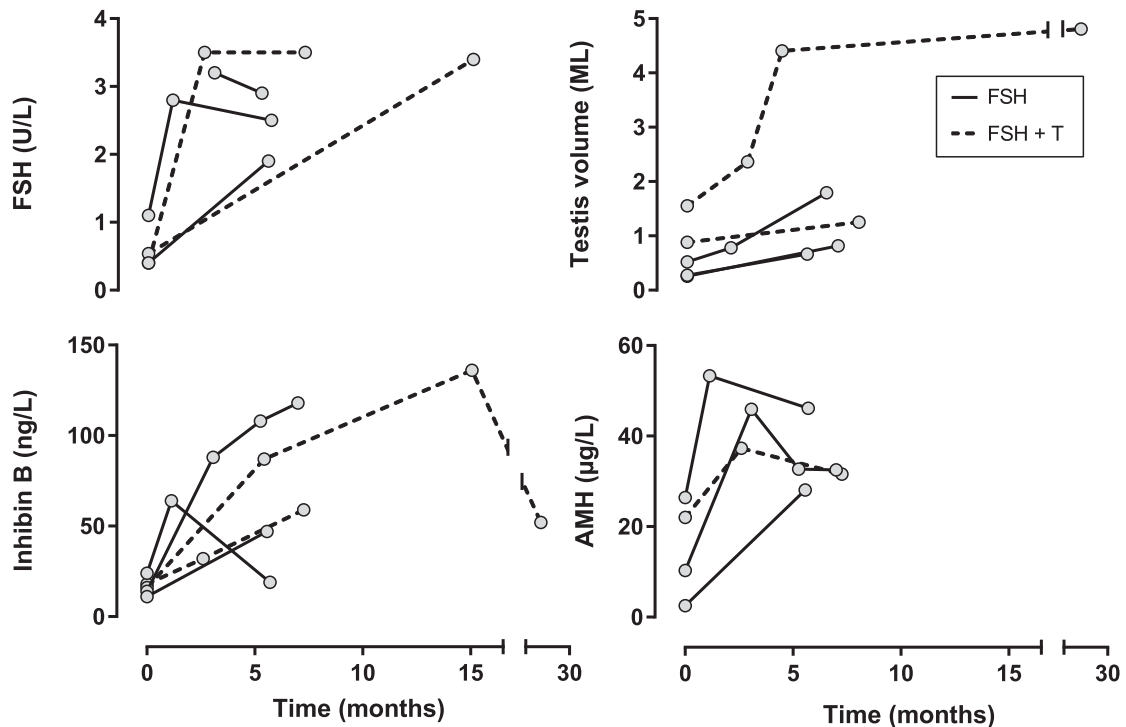 FSH (U/L)
4
3
2
1
0
Testis volume (ML)
5
4
3
2
1
0
FSH
FSH + T
Inhibin B (ng/L)
150
100
50
0
0 5 10 15 30
Time (months)
AMH (µg/L)
60
40
20
0
0 5 10 15 30
Time (months)